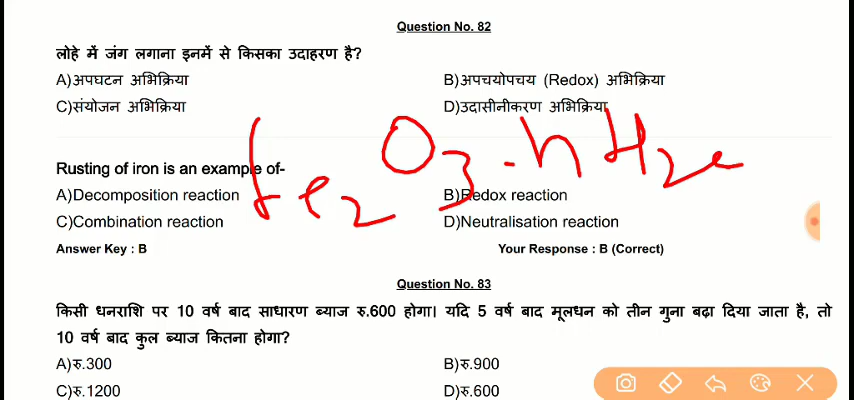 Question No. 82
लोहे में जंग लगाना इनमें से किसका उदाहरण है?
A)अपघटन अभिक्रिया B)अपचयोपचय (Redox) अभिक्रिया
C)संयोजन अभिक्रिया D)उदासीनीकरण अभिक्रिया
Fe2O3.nH2o
Rusting of iron is an example of-
A)Decomposition reaction B)Redox reaction
C)Combination reaction D)Neutralisation reaction
Answer Key : B Your Response : B (Correct)
Question No. 83
किसी धनराशि पर 10 वर्ष बाद साधारण ब्याज रु.600 होगा। यदि 5 वर्ष बाद मूलधन को तीन गुना बढ़ा दिया जाता है, तो
10 वर्ष बाद कुल ब्याज कितना होगा?
A)रु.300 B)रु.900
C)रु.1200 D)रु.600